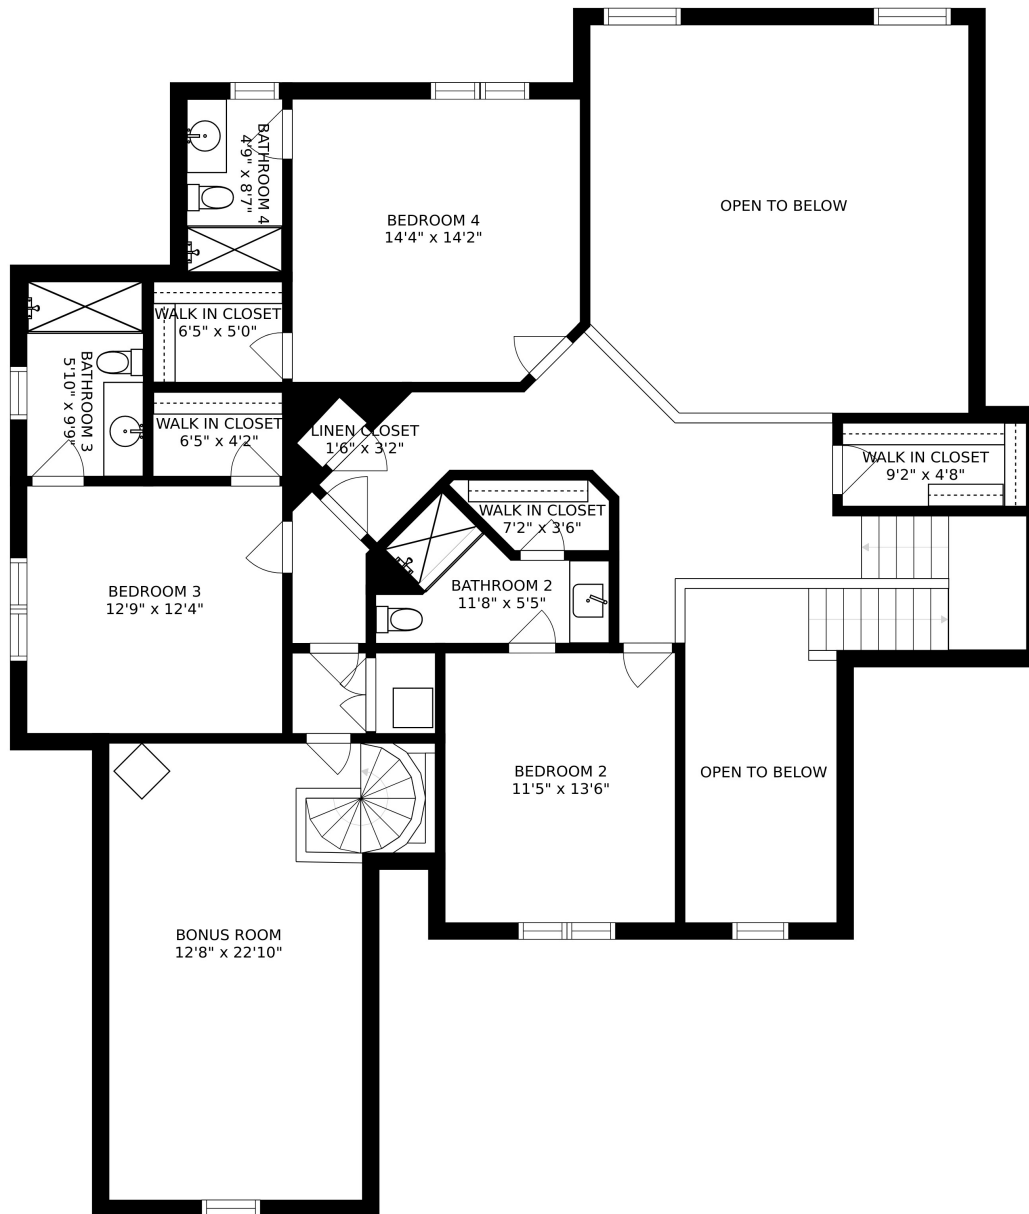 BATHROOM 4
4'9" x 8'7"
BEDROOM 4
14'4" x 14'2"
OPEN TO BELOW
WALK IN CLOSET
6'5" x 5'0"
BATHROOM 3
5'10" x 9'9"
WALK IN CLOSET
6'5" x 4'2"
LINEN CLOSET
1'6" x 3'2"
WALK IN CLOSET
9'2" x 4'8"
WALK IN CLOSET
7'2" x 3'6"
BEDROOM 3
12'9" x 12'4"
BATHROOM 2
11'8" x 5'5"
BEDROOM 2
11'5" x 13'6"
OPEN TO BELOW
BONUS ROOM
12'8" x 22'10"